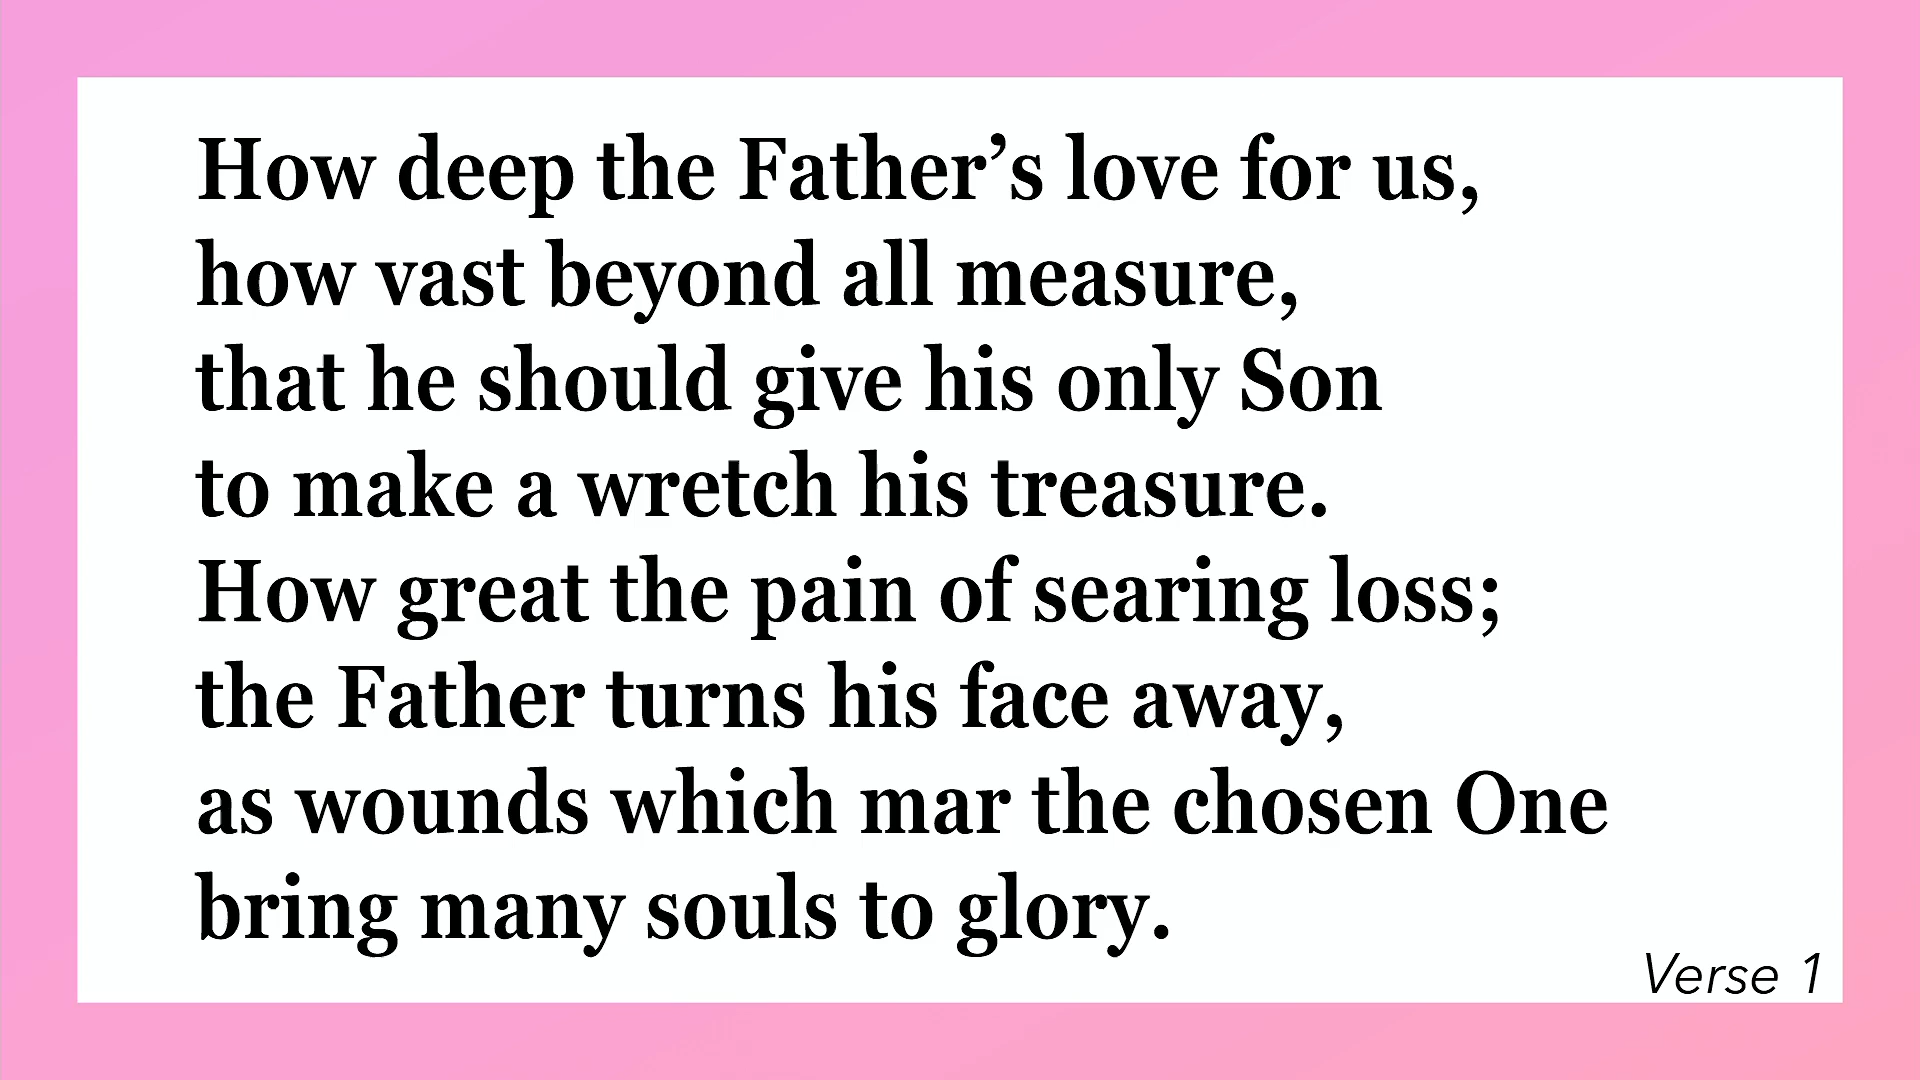 How deep the Father’s love for us,
how vast beyond all measure,
that he should give his only Son
to make a wretch his treasure.
How great the pain of searing loss;
the Father turns his face away,
as wounds which mar the chosen One
bring many souls to glory.
Verse 1